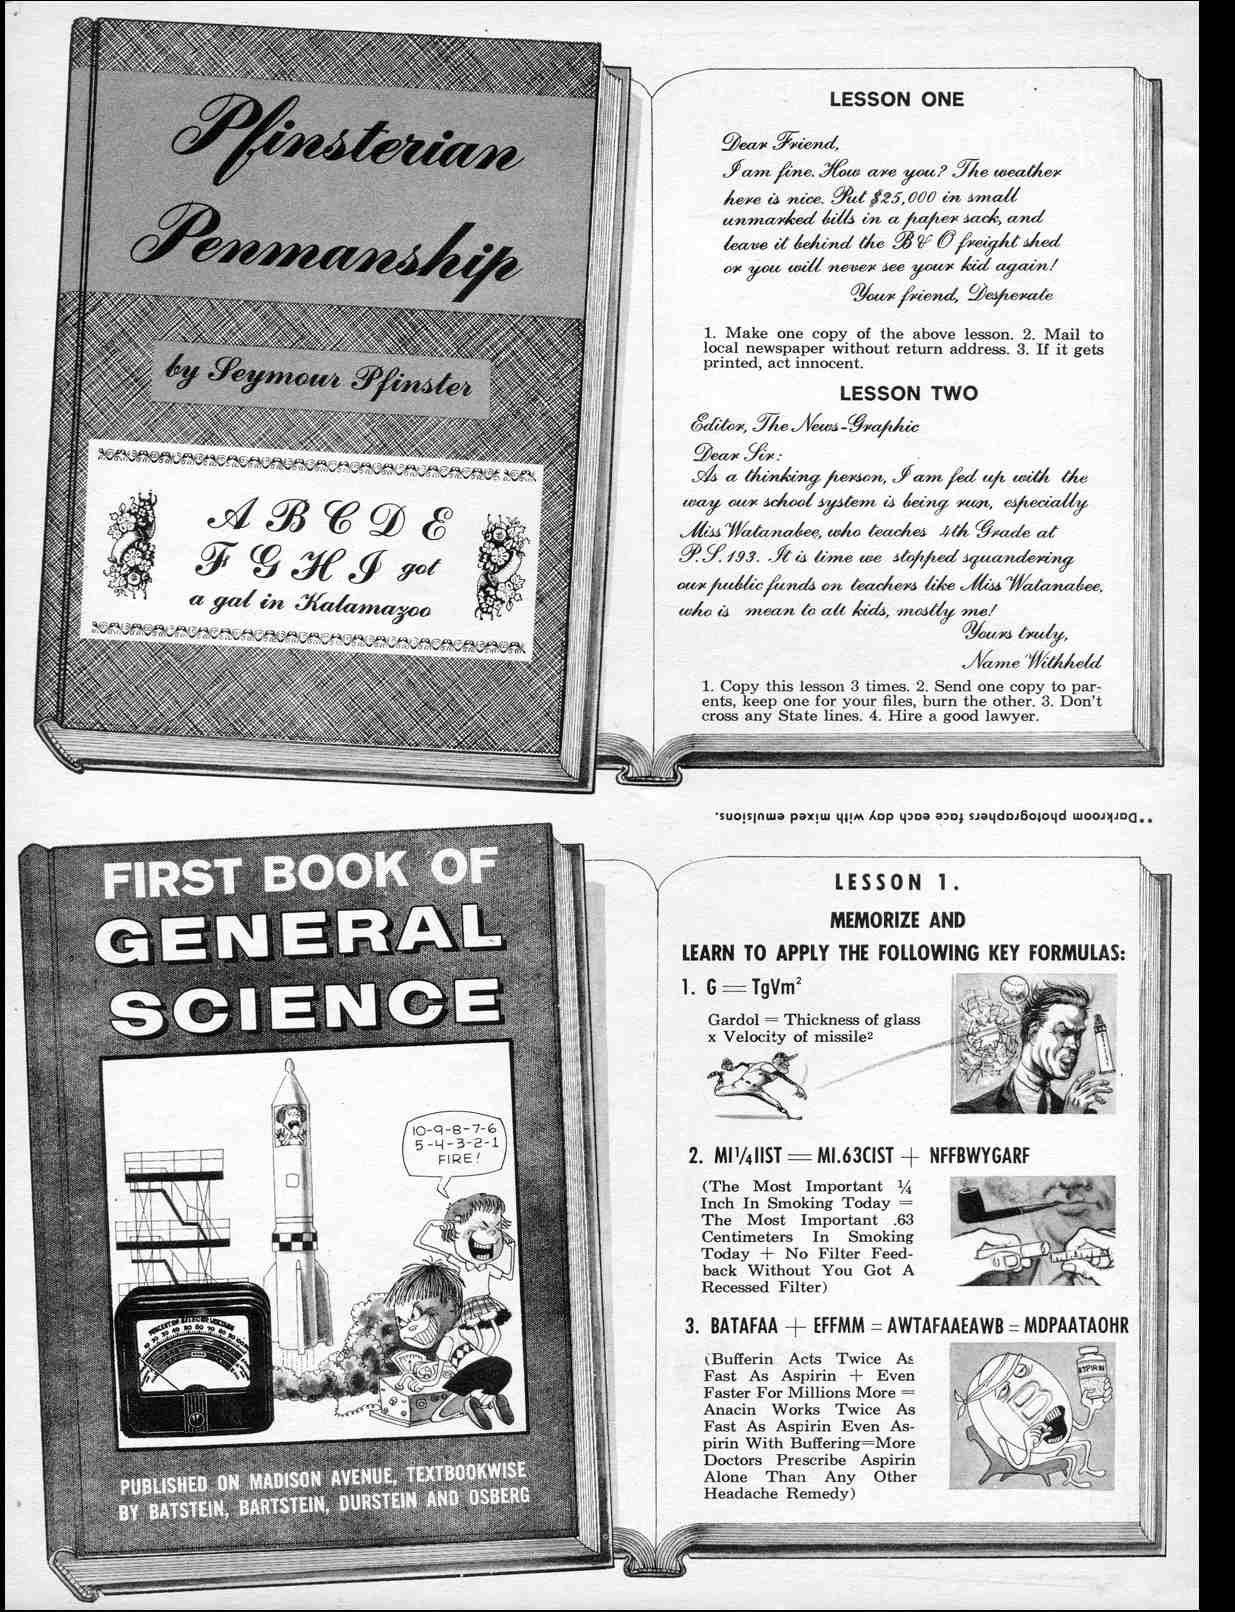 Pfinsterian
Penmanship
by Seymour Pfinster
A B C D E
F G H I got
a gal in Kalamazoo
LESSON ONE
Dear Friend,
I am fine. How are you? The weather
here is nice. Put $25,000 in small
unmarked bills in a paper sack, and
leave it behind the B & O freight shed
or you will never see your kid again!
Your friend, Desperate
1. Make one copy of the above lesson. 2. Mail to
local newspaper without return address. 3. If it gets
printed, act innocent.
LESSON TWO
Editor, The News-Graphic
Dear Sir:
As a thinking person, I am fed up with the
way our school system is being run, especially
Miss Watanabee, who teaches 4th Grade at
P.S. 193. It is time we stopped squandering
our public funds on teachers like Miss Watanabee,
who is mean to all kids, mostly me!
Yours truly,
Name Withheld
1. Copy this lesson 3 times. 2. Send one copy to par-
ents, keep one for your files, burn the other. 3. Don't
cross any State lines. 4. Hire a good lawyer.
**Darkroom photographers face each day with mixed emulsions.
FIRST BOOK OF
GENERAL
SCIENCE
10-9-8-7-6
5-4-3-2-1
FIRE!
10 20 30 40 50 60 70 80 90 100
PUBLISHED ON MADISON AVENUE, TEXTBOOKWISE
BY BATSTEIN, BARTSTEIN, DURSTEIN AND OSBERG
LESSON 1.
MEMORIZE AND
LEARN TO APPLY THE FOLLOWING KEY FORMULAS:
1. G = TgVm²
Gardol = Thickness of glass
x Velocity of missile²
2. MI¼IIST = MI.63CIST + NFFBWYGARF
(The Most Important ¼
Inch In Smoking Today =
The Most Important .63
Centimeters In Smoking
Today + No Filter Feed-
back Without You Got A
Recessed Filter)
3. BATAFAA + EFFMM = AWTAFAAEAWB = MDPAATAOHR
(Bufferin Acts Twice As
Fast As Aspirin + Even
Faster For Millions More =
Anacin Works Twice As
Fast As Aspirin Even As-
pirin With Buffering=More
Doctors Prescribe Aspirin
Alone Than Any Other
Headache Remedy)
B
ASPIRIN